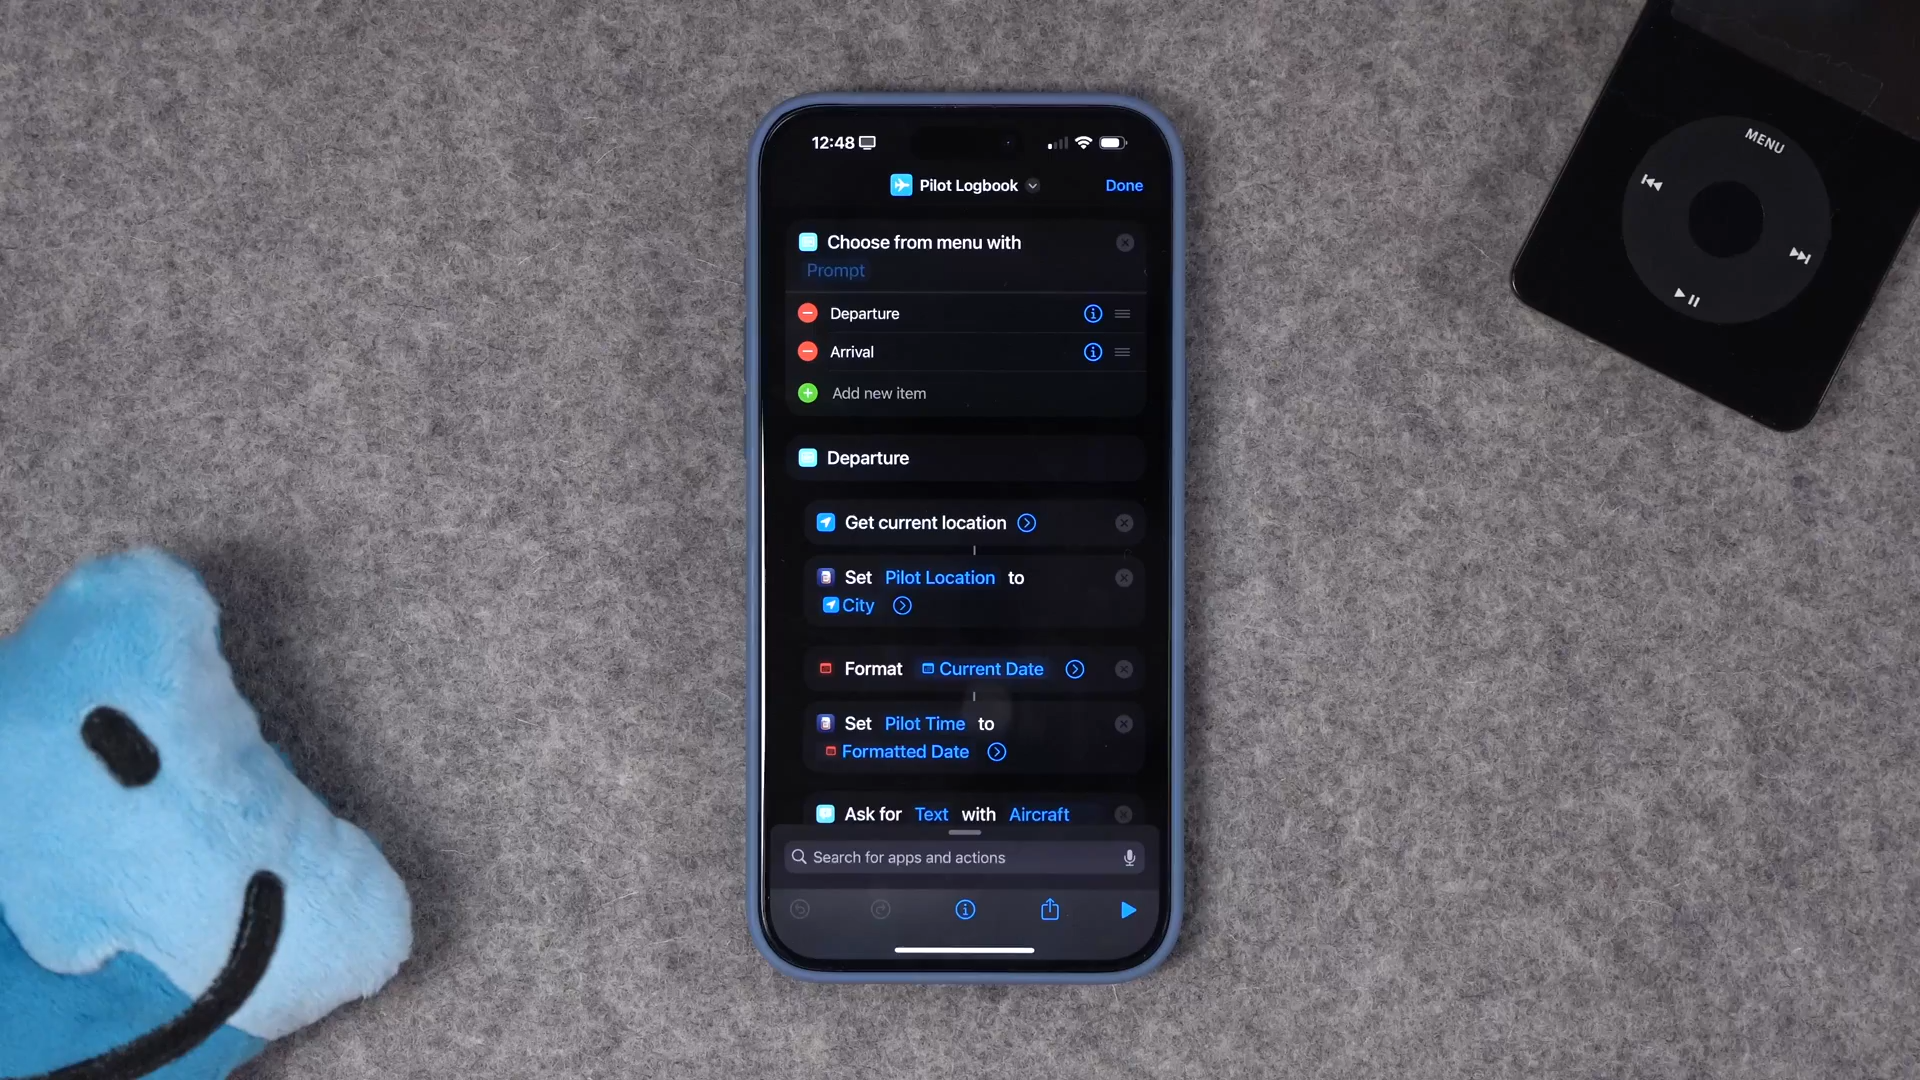 12:48
Pilot Logbook
Done
Choose from menu with
Prompt
Departure
Arrival
Add new item
Departure
Get current location
Set Pilot Location to
City
Format Current Date
Set Pilot Time to
Formatted Date
Ask for Text with Aircraft
Search for apps and actions
MENU